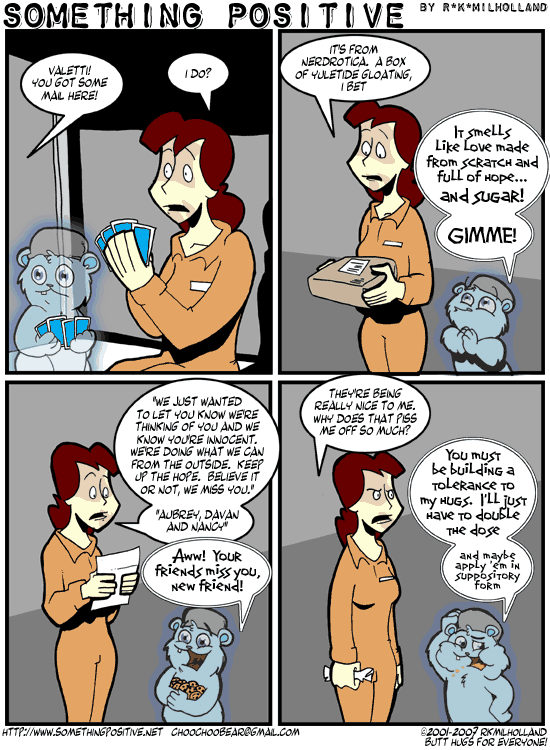 SOMETHING POSITIVE BY R*K*MILHOLLAND
VALETTI!
YOU GOT SOME
MAIL HERE!
I DO?
IT'S FROM
NERDROTICA. A BOX
OF YULETIDE GLOATING,
I BET
IT SMELLS
LIKE LOVE MADE
FROM SCRATCH AND
FULL OF HOPE...
AND SUGAR!
GIMME!
"WE JUST WANTED
TO LET YOU KNOW WE'RE
THINKING OF YOU AND WE
KNOW YOU'RE INNOCENT.
WE'RE DOING WHAT WE CAN
FROM THE OUTSIDE. KEEP
UP THE HOPE. BELIEVE IT
OR NOT, WE MISS YOU."
"AUBREY, DAVAN
AND NANCY"
AWW! YOUR
FRIENDS MISS YOU,
NEW FRIEND!
THEY'RE BEING
REALLY NICE TO ME.
WHY DOES THAT PISS
ME OFF SO MUCH?
YOU MUST
BE BUILDING A
TOLERANCE TO
MY HUGS. I'LL JUST
HAVE TO DOUBLE
THE DOSE
AND MAYBE
APPLY 'EM IN
SUPPOSITORY
FORM
HTTP://WWW.SOMETHINGPOSITIVE.NET CHOOCHOOBEAR@GMAIL.COM
©2001-2007 RKMILHOLLAND
BUTT HUGS FOR EVERYONE!